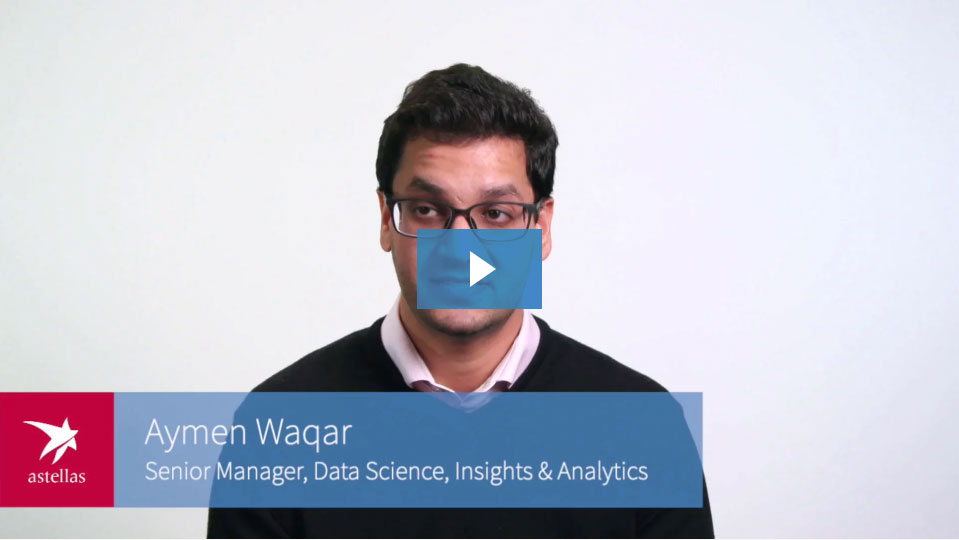 Aymen Waqar
Senior Manager, Data Science, Insights & Analytics
astellas